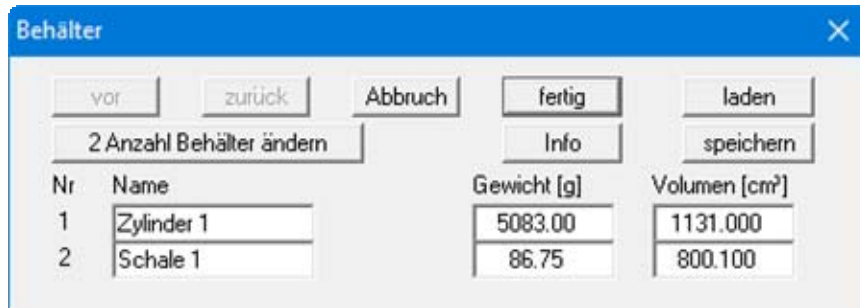 Behälter
vor zurück Abbruch fertig laden
2 Anzahl Behälter ändern Info speichern
Nr Name Gewicht [g] Volumen [cm³]
1 Zylinder 1 5083.00 1131.000
2 Schale 1 86.75 800.100